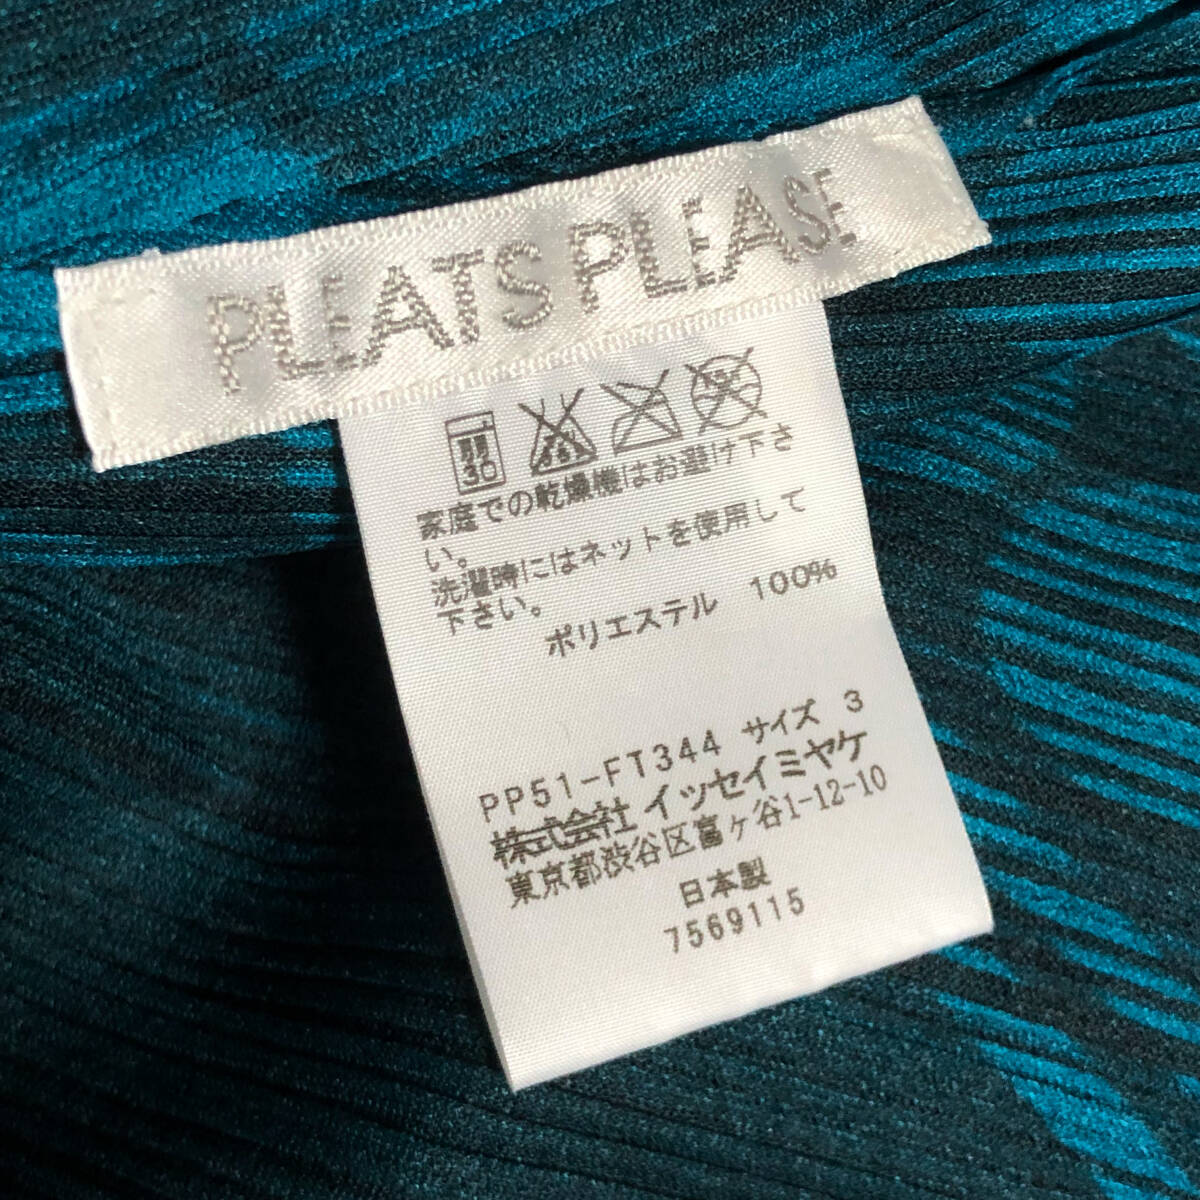 PLEATS PLEASE
弱
30
家庭での乾燥機はお避け下さ
い。
洗濯時にはネットを使用して
下さい。
ポリエステル 100%
PP51-FT344 サイズ 3
株式会社 イッセイミヤケ
東京都渋谷区富ヶ谷1-12-10
日本製
7569115